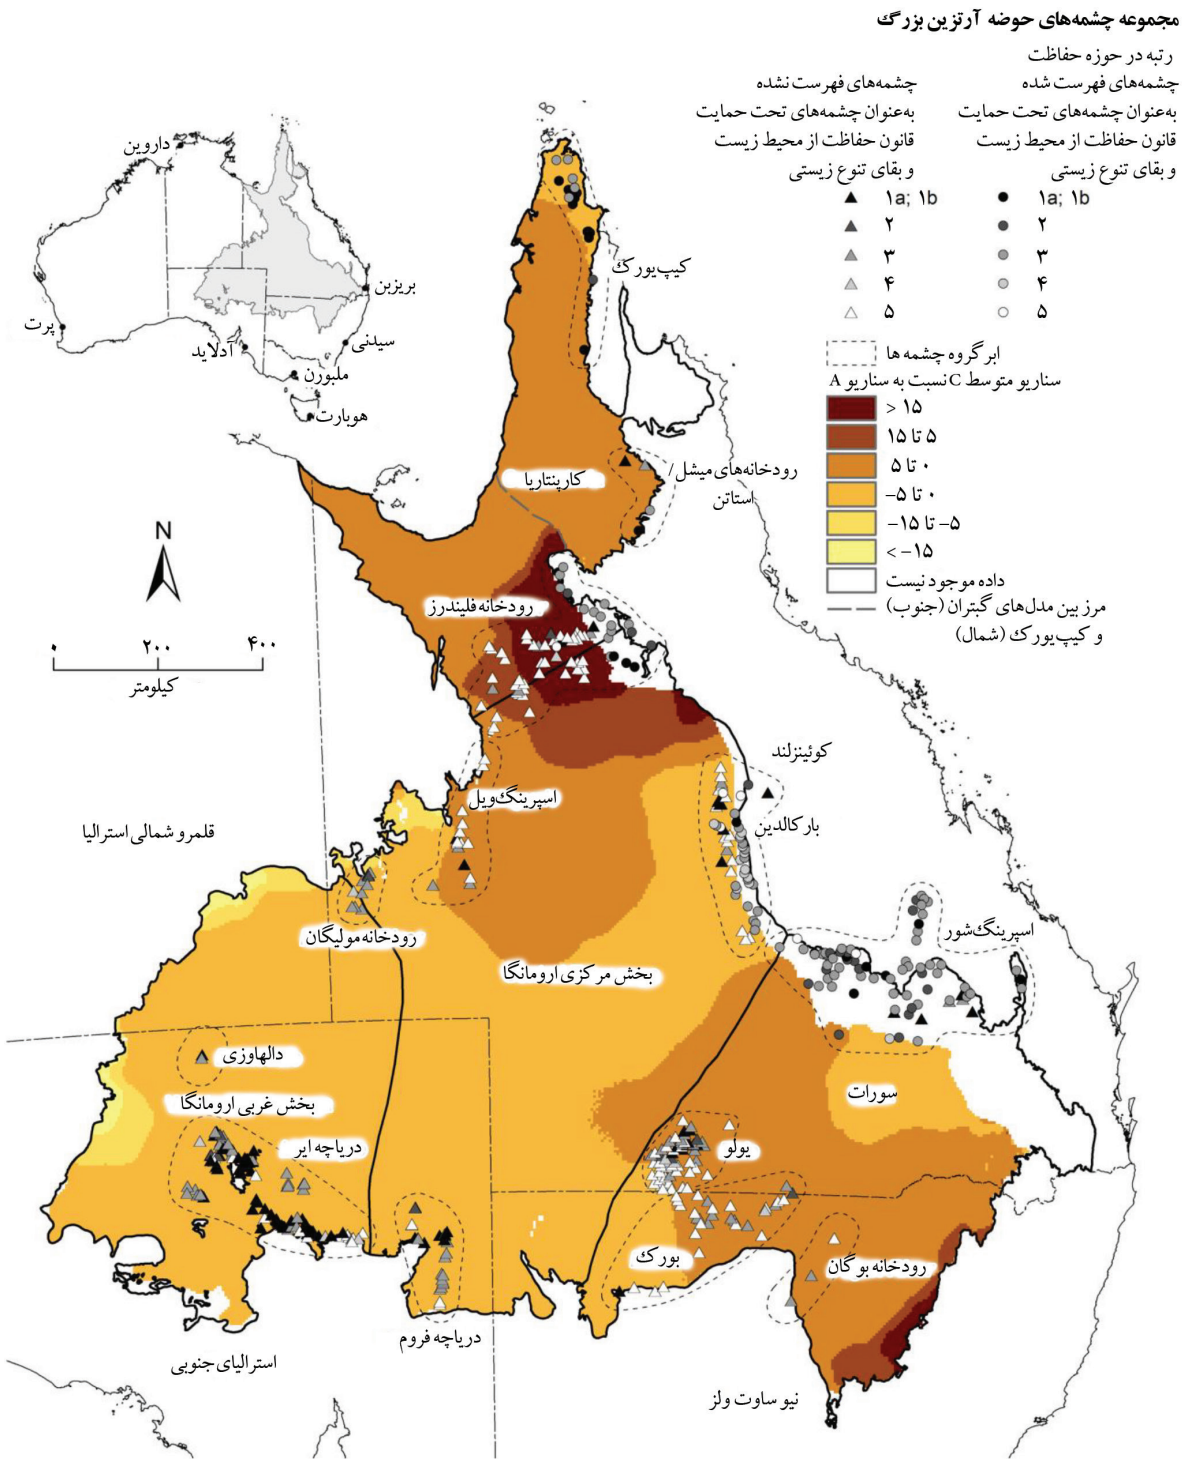 مجموعه چشمه‌های حوضه آرتزین بزرگ
رتبه در حوزه حفاظت
چشمه‌های فهرست شده
به‌عنوان چشمه‌های تحت حمایت
قانون حفاظت از محیط زیست
و بقای تنوع زیستی
۱a; ۱b
۲
۳
۴
۵
چشمه‌های فهرست نشده
به‌عنوان چشمه‌های تحت حمایت
قانون حفاظت از محیط زیست
و بقای تنوع زیستی
۱a; ۱b
۲
۳
۴
۵
ابر گروه چشمه ها
سناریو متوسط C نسبت به سناریو A
> ۱۵
۵ تا ۱۵
۰ تا ۵
۰ تا ۵–
۵– تا ۱۵–
< –۱۵
داده موجود نیست
مرز بین مدل‌های گبتران (جنوب)
و کیپ‌یورک (شمال)
داروین
بریزبن
پرت
آدلاید
سیدنی
ملبورن
هوبارت
کیپ‌یورک
رودخانه‌های میشل/
استاتن
کارپنتاریا
N
۰ ۲۰۰ ۴۰۰
کیلومتر
رودخانه فلیندرز
کوئینزلند
اسپرینگ‌ویل
بارکالدین
قلمرو شمالی استرالیا
اسپرینگ‌شور
رودخانه مولیگان
بخش مرکزی ارومانگا
دالهاوزی
سورات
بخش غربی ارومانگا
دریاچه ایر
یولو
بورک
رودخانه بوگان
دریاچه فروم
استرالیای جنوبی
نیو ساوت ولز